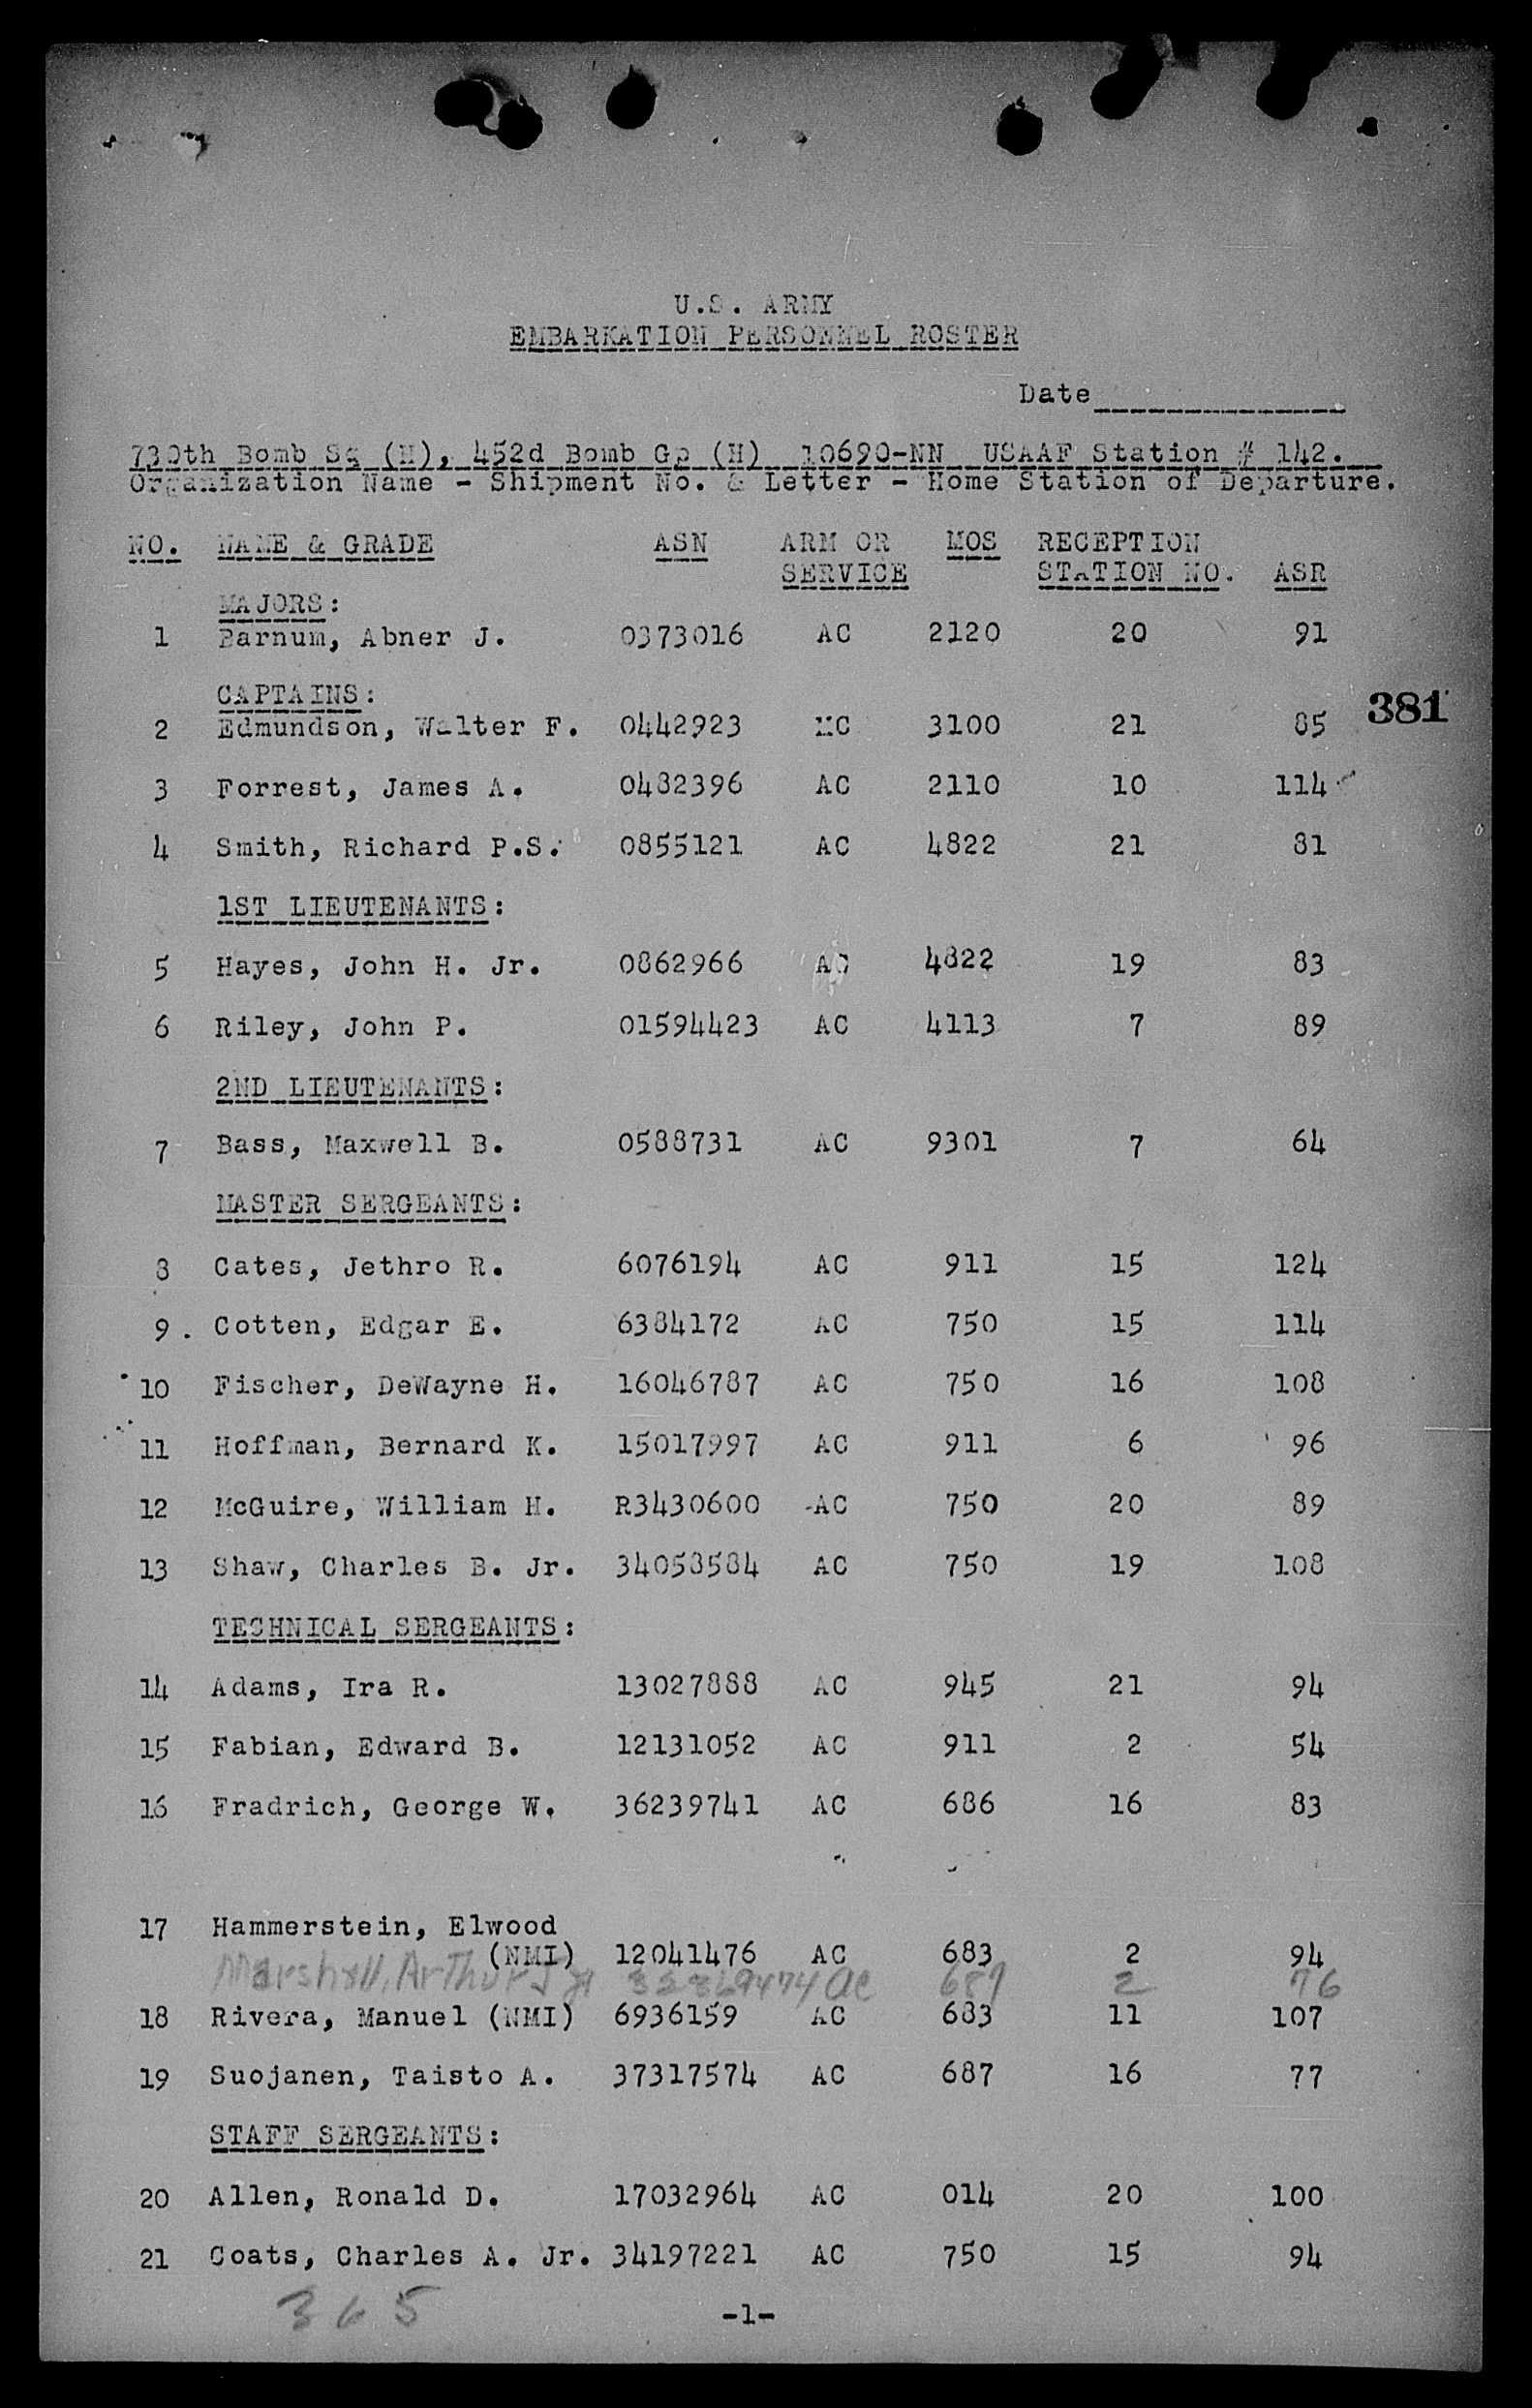 U.S. ARMY
EMBARKATION PERSONNEL ROSTER
Date
730th Bomb Sq (H), 452d Bomb Gp (H) 10690-NN USAAF Station # 142.
Organization Name - Shipment No. & Letter - Home Station of Departure.
NO. NAME & GRADE ASN ARM OR SERVICE MOS RECEPTION STATION NO. ASR
MAJORS:
1 Barnum, Abner J. 0373016 AC 2120 20 91
CAPTAINS:
381
2 Edmundson, Walter F. 0442923 MC 3100 21 85
3 Forrest, James A. 0482396 AC 2110 10 114
4 Smith, Richard P.S. 0855121 AC 4822 21 81
1ST LIEUTENANTS:
5 Hayes, John H. Jr. 0862966 AC 4822 19 83
6 Riley, John P. 01594423 AC 4113 7 89
2ND LIEUTENANTS:
7 Bass, Maxwell B. 0588731 AC 9301 7 64
MASTER SERGEANTS:
8 Cates, Jethro R. 6076194 AC 911 15 124
9. Cotten, Edgar E. 6384172 AC 750 15 114
10 Fischer, DeWayne H. 16046787 AC 750 16 108
11 Hoffman, Bernard K. 15017997 AC 911 6 96
12 McGuire, William H. R3430600 -AC 750 20 89
13 Shaw, Charles B. Jr. 34058584 AC 750 19 108
TECHNICAL SERGEANTS:
14 Adams, Ira R. 13027888 AC 945 21 94
15 Fabian, Edward B. 12131052 AC 911 2 54
16 Fradrich, George W. 36239741 AC 686 16 83
17 Hammerstein, Elwood
(NMI) 12041476 AC 683 2 94
Marshall, Arthur J 32369474 AC 687 2 76
18 Rivera, Manuel (NMI) 6936159 AC 683 11 107
19 Suojanen, Taisto A. 37317574 AC 687 16 77
STAFF SERGEANTS:
20 Allen, Ronald D. 17032964 AC 014 20 100
21 Coats, Charles A. Jr. 34197221 AC 750 15 94
365
-1-